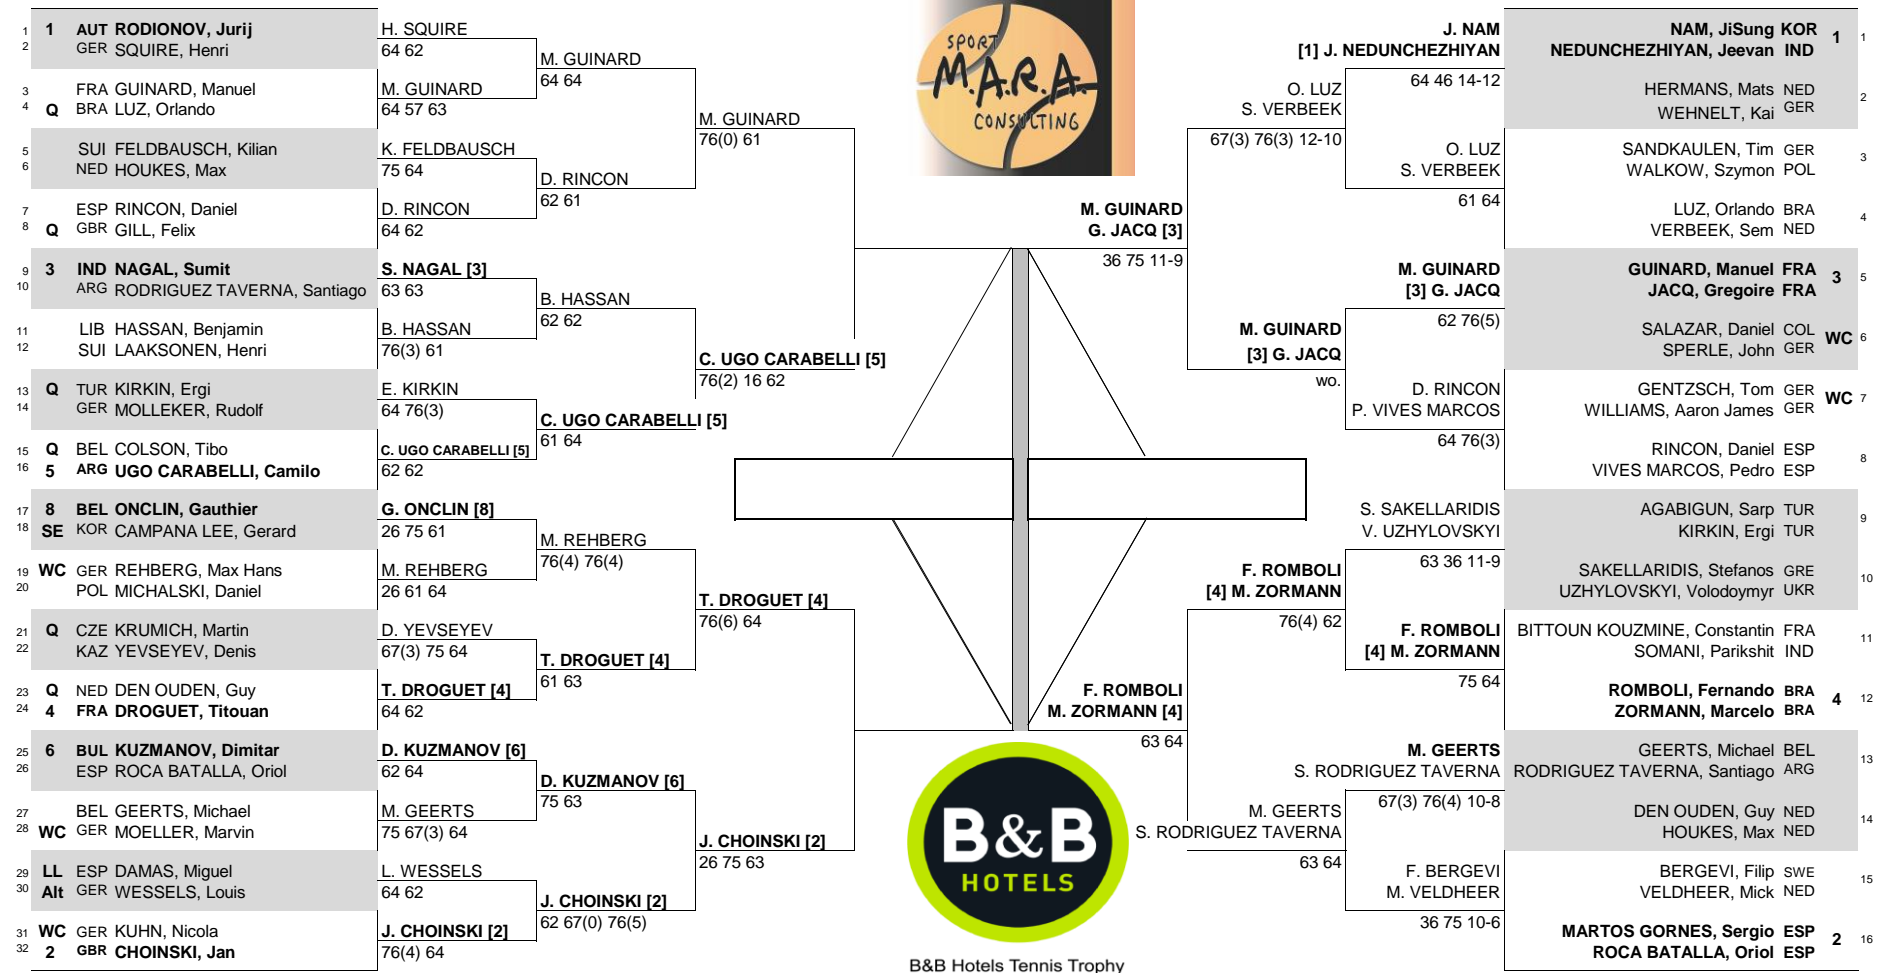 1 1 AUT RODIONOV, Jurij
2 GER SQUIRE, Henri
3 FRA GUINARD, Manuel
4 Q BRA LUZ, Orlando
5 SUI FELDBAUSCH, Kilian
6 NED HOUKES, Max
7 ESP RINCON, Daniel
8 Q GBR GILL, Felix
9 3 IND NAGAL, Sumit
10 ARG RODRIGUEZ TAVERNA, Santiago
11 LIB HASSAN, Benjamin
12 SUI LAAKSONEN, Henri
13 Q TUR KIRKIN, Ergi
14 GER MOLLEKER, Rudolf
15 Q BEL COLSON, Tibo
16 5 ARG UGO CARABELLI, Camilo
17 8 BEL ONCLIN, Gauthier
18 SE KOR CAMPANA LEE, Gerard
19 WC GER REHBERG, Max Hans
20 POL MICHALSKI, Daniel
21 Q CZE KRUMICH, Martin
22 KAZ YEVSEYEV, Denis
23 Q NED DEN OUDEN, Guy
24 4 FRA DROGUET, Titouan
25 6 BUL KUZMANOV, Dimitar
26 ESP ROCA BATALLA, Oriol
27 BEL GEERTS, Michael
28 WC GER MOELLER, Marvin
29 LL ESP DAMAS, Miguel
30 Alt GER WESSELS, Louis
31 WC GER KUHN, Nicola
32 2 GBR CHOINSKI, Jan
H. SQUIRE
64 62
M. GUINARD
64 57 63
K. FELDBAUSCH
75 64
D. RINCON
64 62
S. NAGAL [3]
63 63
B. HASSAN
76(3) 61
E. KIRKIN
64 76(3)
C. UGO CARABELLI [5]
62 62
G. ONCLIN [8]
26 75 61
M. REHBERG
26 61 64
D. YEVSEYEV
67(3) 75 64
T. DROGUET [4]
64 62
D. KUZMANOV [6]
62 64
M. GEERTS
75 67(3) 64
L. WESSELS
64 62
J. CHOINSKI [2]
76(4) 64
M. GUINARD
64 64
D. RINCON
62 61
B. HASSAN
62 62
C. UGO CARABELLI [5]
61 64
M. REHBERG
76(4) 76(4)
T. DROGUET [4]
61 63
D. KUZMANOV [6]
75 63
J. CHOINSKI [2]
62 67(0) 76(5)
M. GUINARD
76(0) 61
C. UGO CARABELLI [5]
76(2) 16 62
T. DROGUET [4]
76(6) 64
J. CHOINSKI [2]
26 75 63
SPORT
M.A.R.A.
CONSULTING
B&B
HOTELS
B&B Hotels Tennis Trophy
M. GUINARD
G. JACQ [3]
36 75 11-9
F. ROMBOLI
M. ZORMANN [4]
63 64
O. LUZ
S. VERBEEK
67(3) 76(3) 12-10
M. GUINARD
[3] G. JACQ
wo.
F. ROMBOLI
[4] M. ZORMANN
76(4) 62
M. GEERTS
S. RODRIGUEZ TAVERNA
63 64
J. NAM
[1] J. NEDUNCHEZHIYAN
64 46 14-12
O. LUZ
S. VERBEEK
61 64
M. GUINARD
[3] G. JACQ
62 76(5)
D. RINCON
P. VIVES MARCOS
64 76(3)
S. SAKELLARIDIS
V. UZHYLOVSKYI
63 36 11-9
F. ROMBOLI
[4] M. ZORMANN
75 64
M. GEERTS
S. RODRIGUEZ TAVERNA
67(3) 76(4) 10-8
F. BERGEVI
M. VELDHEER
36 75 10-6
NAM, JiSung KOR 1 1
NEDUNCHEZHIYAN, Jeevan IND
HERMANS, Mats NED 2
WEHNELT, Kai GER
SANDKAULEN, Tim GER 3
WALKOW, Szymon POL
LUZ, Orlando BRA 4
VERBEEK, Sem NED
GUINARD, Manuel FRA 3 5
JACQ, Gregoire FRA
SALAZAR, Daniel COL WC 6
SPERLE, John GER
GENTZSCH, Tom GER WC 7
WILLIAMS, Aaron James GER
RINCON, Daniel ESP 8
VIVES MARCOS, Pedro ESP
AGABIGUN, Sarp TUR 9
KIRKIN, Ergi TUR
SAKELLARIDIS, Stefanos GRE 10
UZHYLOVSKYI, Volodoymyr UKR
BITTOUN KOUZMINE, Constantin FRA 11
SOMANI, Parikshit IND
ROMBOLI, Fernando BRA 4 12
ZORMANN, Marcelo BRA
GEERTS, Michael BEL 13
RODRIGUEZ TAVERNA, Santiago ARG
DEN OUDEN, Guy NED 14
HOUKES, Max NED
BERGEVI, Filip SWE 15
VELDHEER, Mick NED
MARTOS GORNES, Sergio ESP 2 16
ROCA BATALLA, Oriol ESP